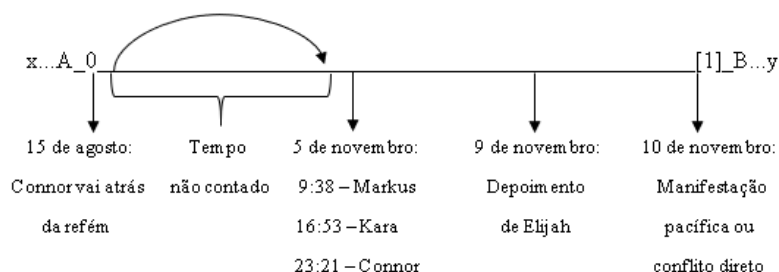 x...A_0 [1]_B...y
15 de agosto: Tempo 5 de novembro: 9 de novembro: 10 de novembro:
Connor vai atrás não contado 9:38 – Markus Depoimento Manifestação
da refém 16:53 – Kara de Elijah pacífica ou
23:21 – Connor conflito direto